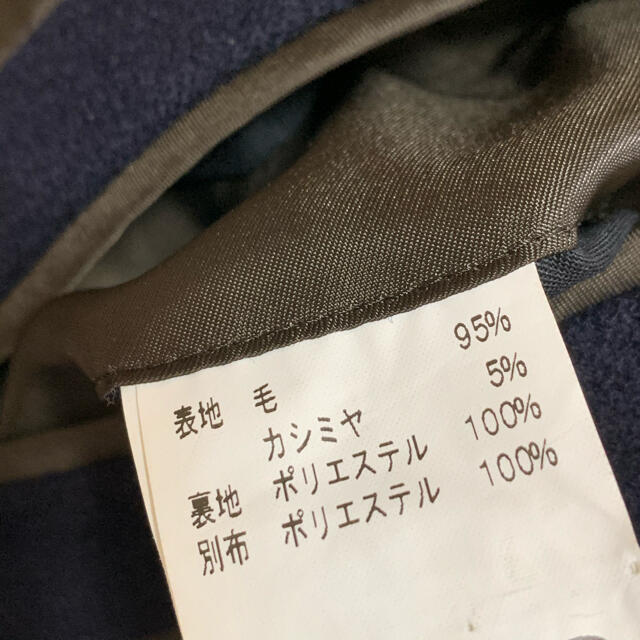 表地 毛 95%
カシミヤ 5%
裏地 ポリエステル 100%
別布 ポリエステル 100%